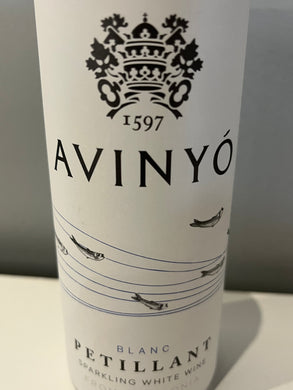 1597
AVINYÓ
BLANC
PETILLANT
SPARKLING WHITE WINE